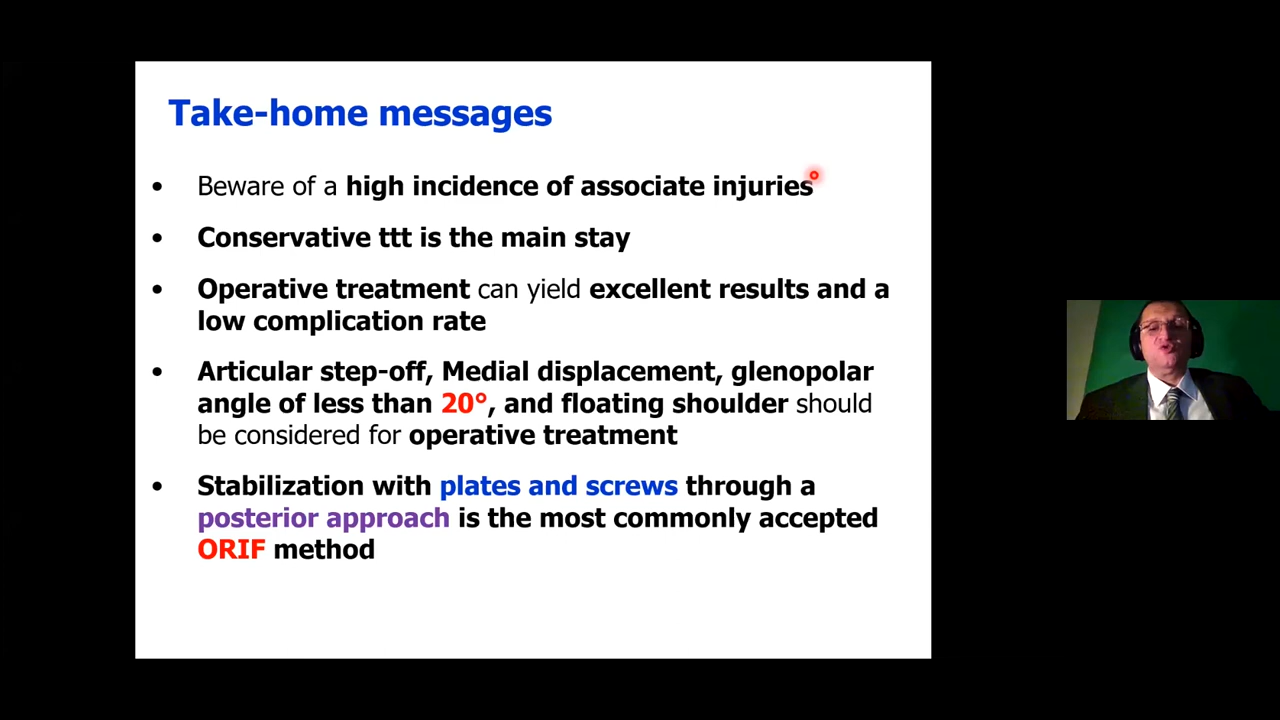 Take-home messages
• Beware of a high incidence of associate injuries
• Conservative ttt is the main stay
• Operative treatment can yield excellent results and a
low complication rate
• Articular step-off, Medial displacement, glenopolar
angle of less than 20°, and floating shoulder should
be considered for operative treatment
• Stabilization with plates and screws through a
posterior approach is the most commonly accepted
ORIF method